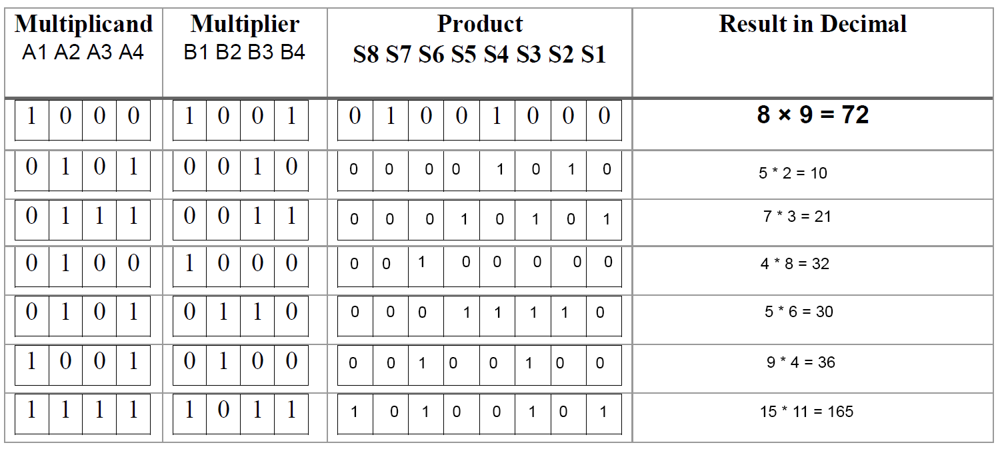 Multiplicand Multiplier Product Result in Decimal
A1 A2 A3 A4 B1 B2 B3 B4 S8 S7 S6 S5 S4 S3 S2 S1
1 0 0 0 1 0 0 1 0 1 0 0 1 0 0 0 8 × 9 = 72
0 1 0 1 0 0 1 0 0 0 0 0 1 0 1 0 5 * 2 = 10
0 1 1 1 0 0 1 1 0 0 0 1 0 1 0 1 7 * 3 = 21
0 1 0 0 1 0 0 0 0 0 1 0 0 0 0 0 4 * 8 = 32
0 1 0 1 0 1 1 0 0 0 0 1 1 1 1 0 5 * 6 = 30
1 0 0 1 0 1 0 0 0 0 1 0 0 1 0 0 9 * 4 = 36
1 1 1 1 1 0 1 1 1 0 1 0 0 1 0 1 15 * 11 = 165